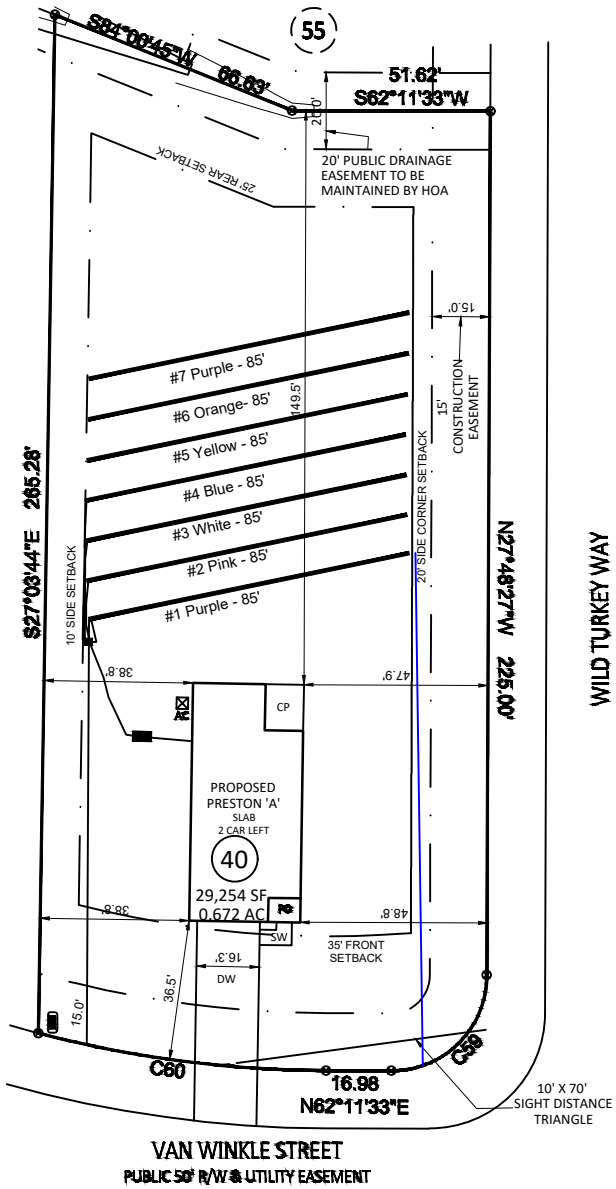 55
S84°00'45"W 66.63'
51.62'
S62°11'33"W
20.0'
20' PUBLIC DRAINAGE
EASEMENT TO BE
MAINTAINED BY HOA
25' REAR SETBACK
15.0'
15'
CONSTRUCTION
EASEMENT
149.5'
#7 Purple - 85'
#6 Orange- 85'
#5 Yellow - 85'
#4 Blue - 85'
#3 White - 85'
#2 Pink - 85'
#1 Purple - 85'
S27°03'44"E 265.28'
10' SIDE SETBACK
20' SIDE CORNER SETBACK
N27°48'27"W 225.00'
WILD TURKEY WAY
38.8'
47.9'
AC
CP
PROPOSED
PRESTON 'A'
SLAB
2 CAR LEFT
40
29,254 SF
0.672 AC
PO
38.8'
48.8'
SW
35' FRONT
SETBACK
16.3'
DW
36.5'
15.0'
C60
C59
16.98
N62°11'33"E
10' X 70'
SIGHT DISTANCE
TRIANGLE
VAN WINKLE STREET
PUBLIC 50' R/W & UTILITY EASEMENT